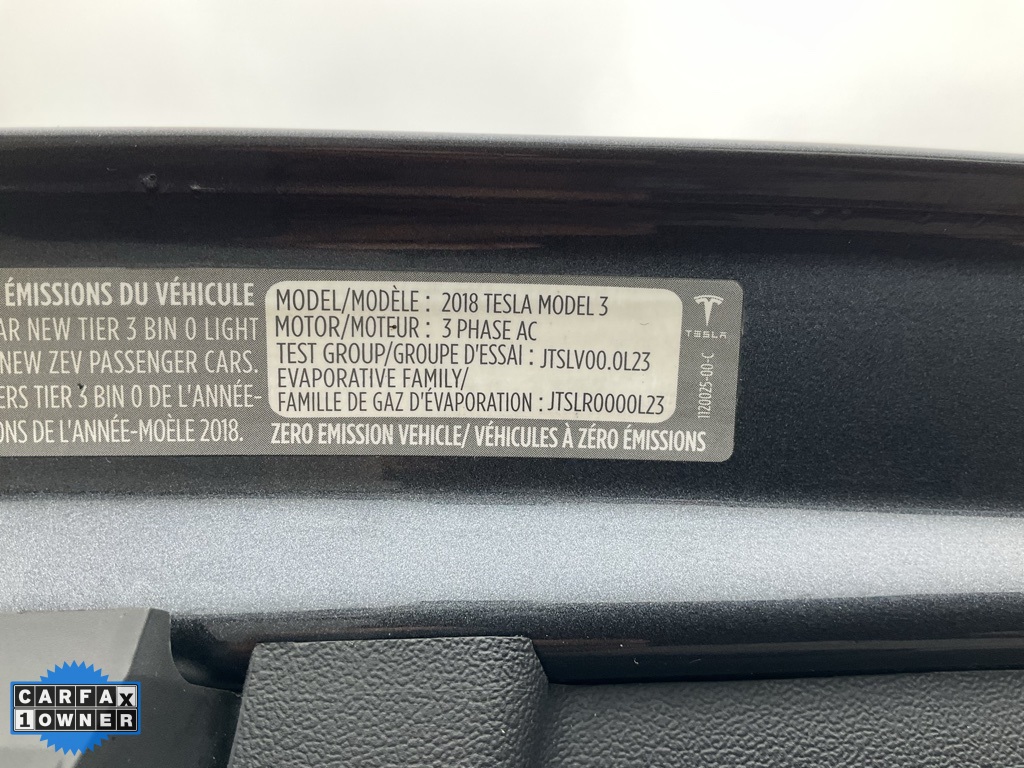 ÉMISSIONS DU VÉHICULE
AR NEW TIER 3 BIN 0 LIGHT
NEW ZEV PASSENGER CARS.
ERS TIER 3 BIN 0 DE L'ANNÉE-
ONS DE L'ANNÉE-MOÈLE 2018.
MODEL/MODÈLE : 2018 TESLA MODEL 3
MOTOR/MOTEUR : 3 PHASE AC
TEST GROUP/GROUPE D'ESSAI : JTSLV00.0L23
EVAPORATIVE FAMILY/
FAMILLE DE GAZ D'ÉVAPORATION : JTSLR0000L23
ZERO EMISSION VEHICLE/ VÉHICULES À ZÉRO ÉMISSIONS
TESLA
1120025-00-C
CARFAX
1 OWNER